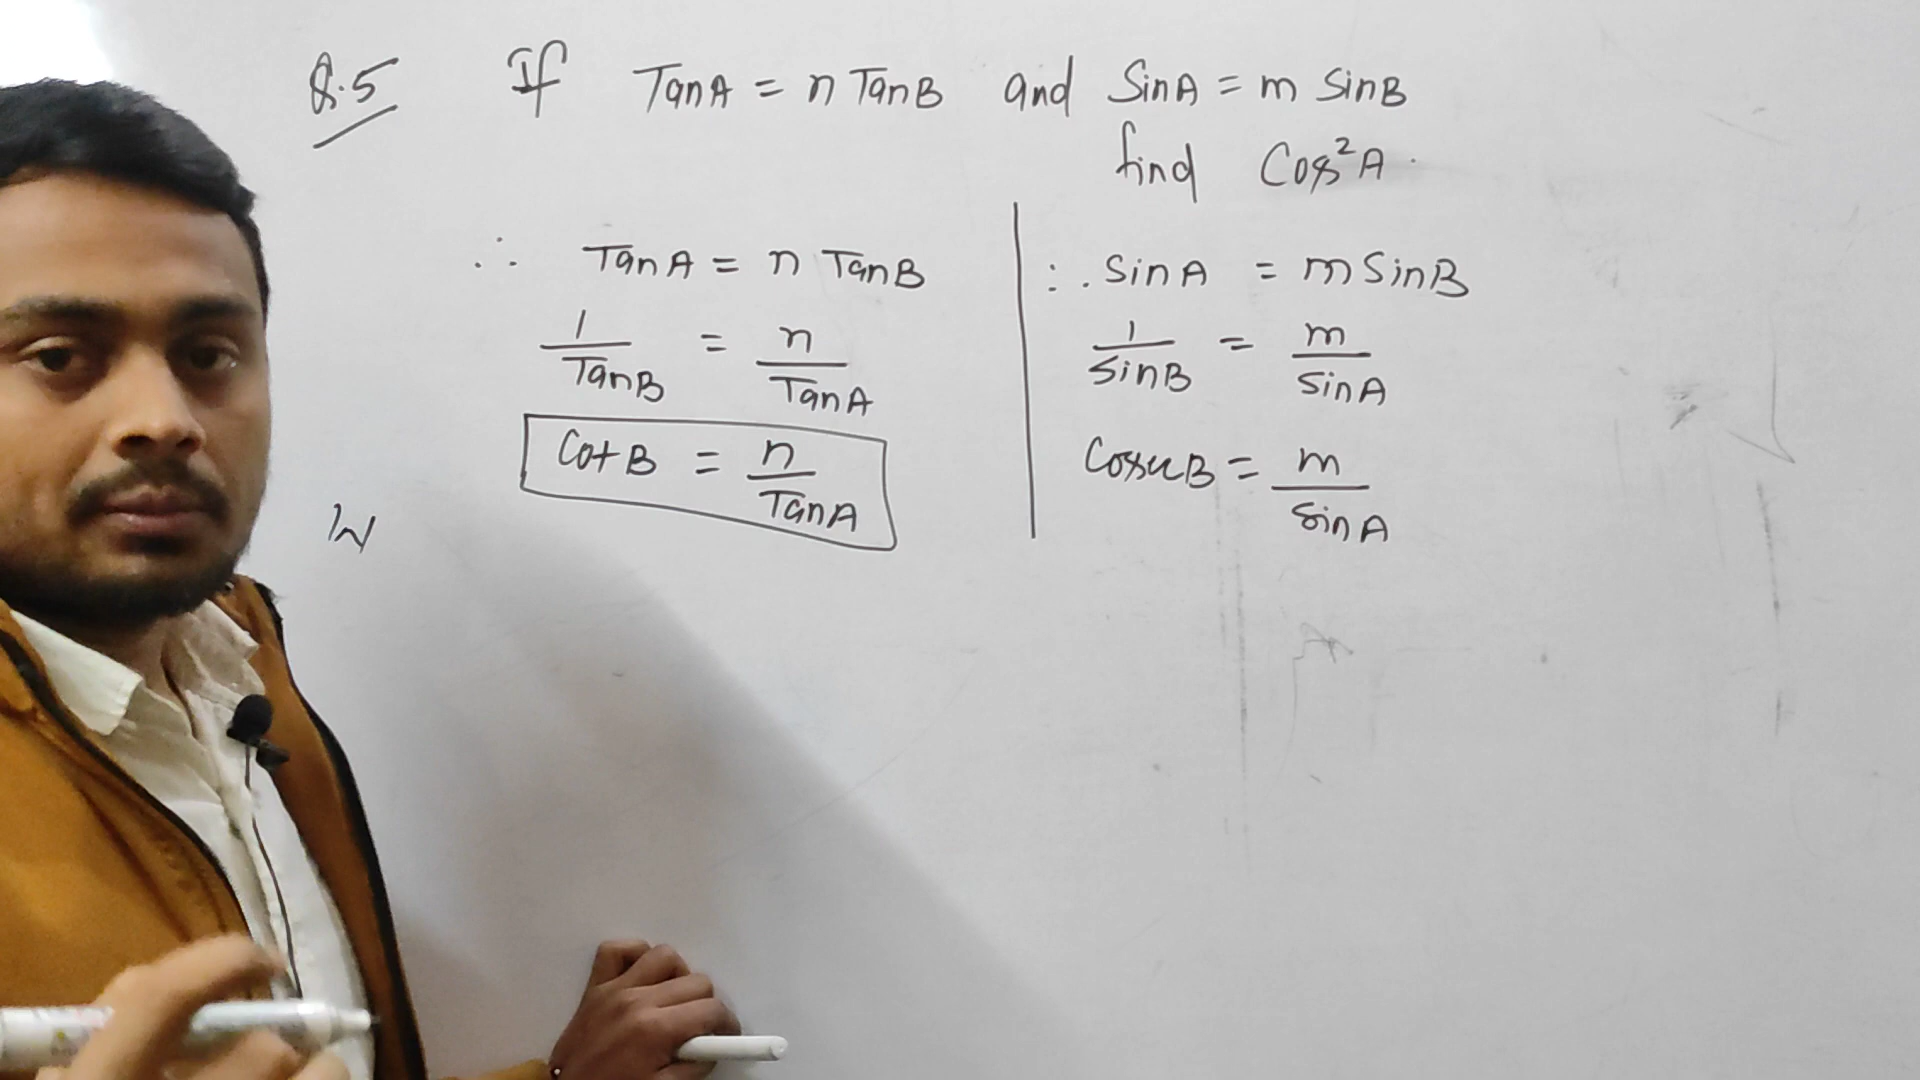 Q.5 If TanA = n TanB and SinA = m SinB
find Cos²A.
∴ TanA = n TanB
1/TanB = n/TanA
CotB = n/TanA
∴ SinA = m SinB
1/SinB = m/SinA
CosecB = m/SinA
W